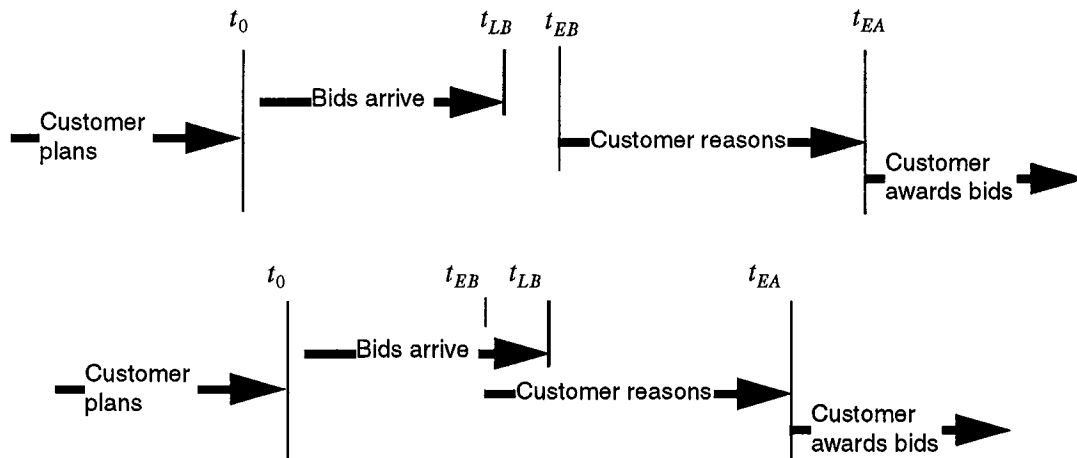 t0 tLB tEB tEA
Bids arrive
Customer
plans
Customer reasons
Customer
awards bids
t0 tEB tLB tEA
Bids arrive
Customer
plans
Customer reasons
Customer
awards bids